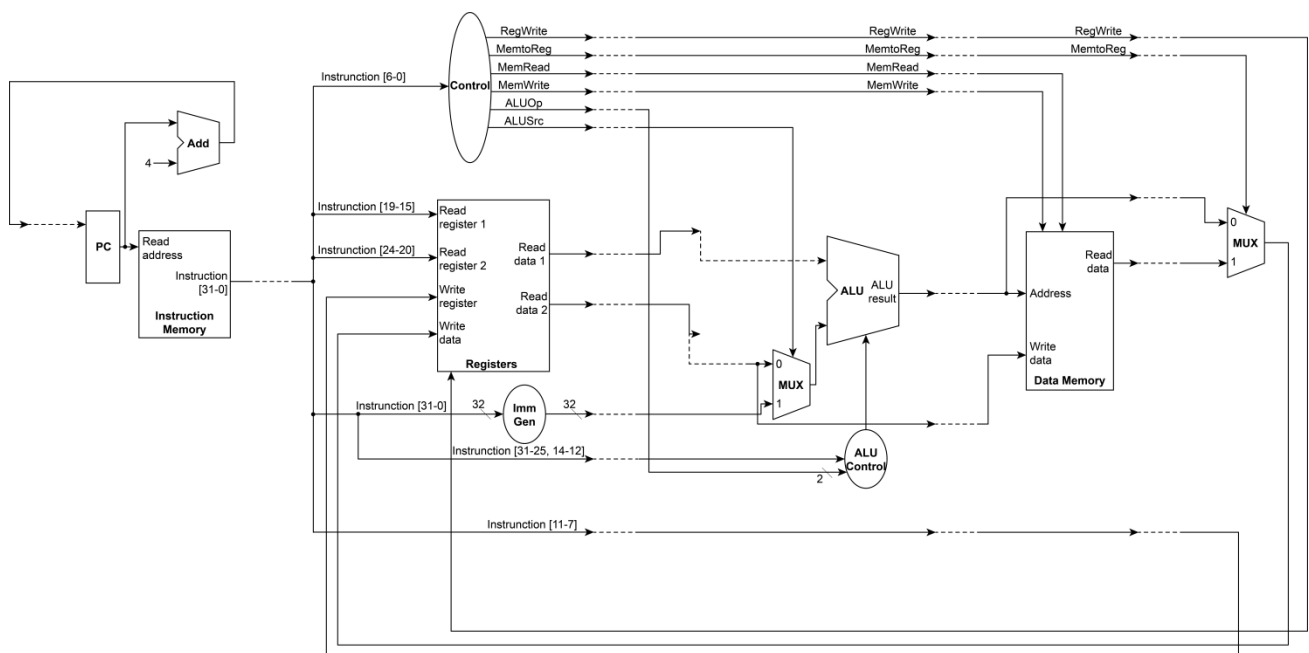 RegWrite RegWrite RegWrite
MemtoReg MemtoReg MemtoReg
MemRead MemRead
Instrunction [6-0]
Control
MemWrite MemWrite
ALUOp
ALUSrc
Add
4
Instrunction [19-15]
Read
register 1
PC
Read
address
Instrunction [24-20]
Read
register 2
Read
data 1
Instruction
[31-0]
Write
register
Read
data 2
Write
data
Instruction
Memory
Registers
ALU
ALU
result
0
MUX
1
Read
data
Address
Write
data
Data Memory
0
MUX
1
Instrunction [31-0]
32
Imm
Gen
32
Instrunction [31-25, 14-12]
ALU
Control
2
Instrunction [11-7]